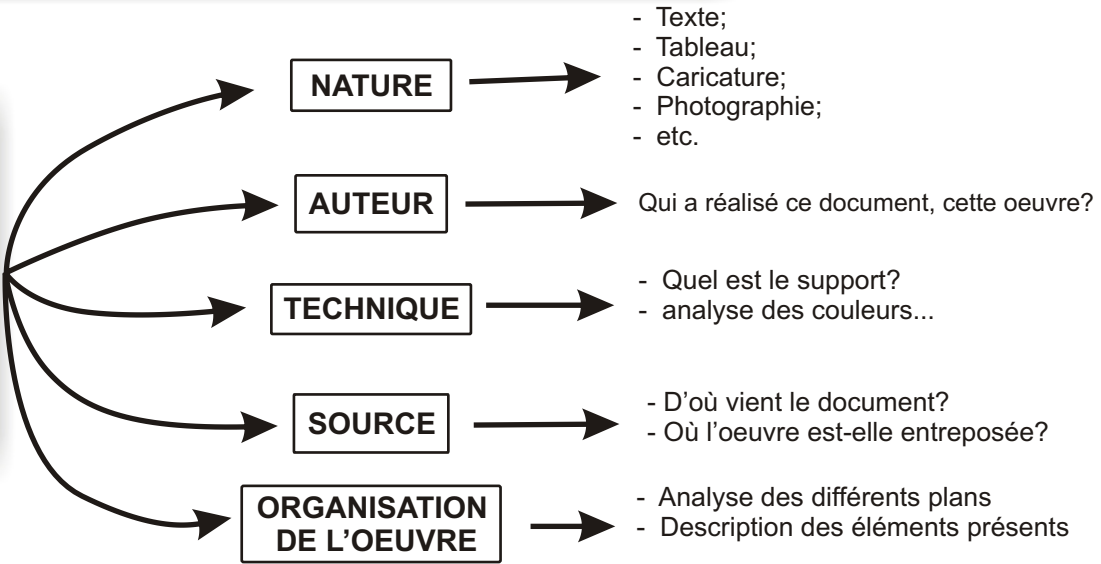 NATURE
- Texte;
- Tableau;
- Caricature;
- Photographie;
- etc.
AUTEUR
Qui a réalisé ce document, cette oeuvre?
TECHNIQUE
- Quel est le support?
- analyse des couleurs...
SOURCE
- D'où vient le document?
- Où l'oeuvre est-elle entreposée?
ORGANISATION
DE L'OEUVRE
- Analyse des différents plans
- Description des éléments présents